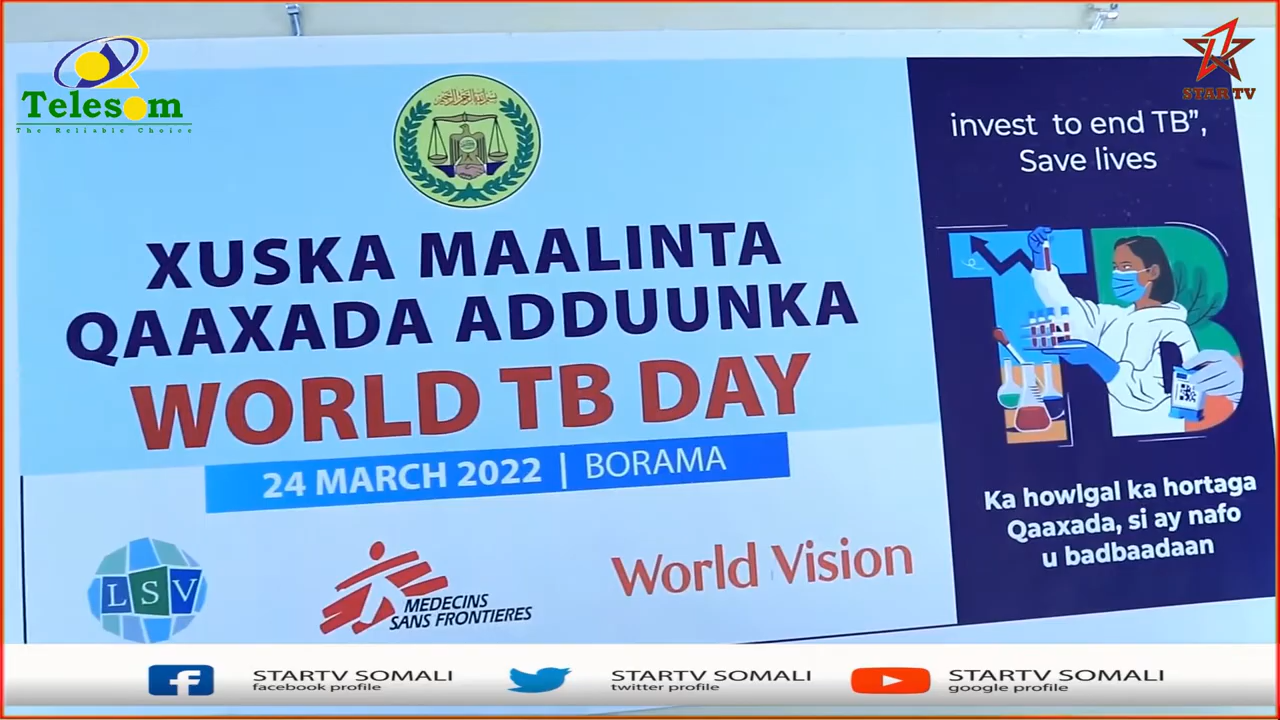 Telesom
The Reliable Choice
STAR TV
XUSKA MAALINTA
QAAXADA ADDUUNKA
WORLD TB DAY
24 MARCH 2022 | BORAMA
LSV
MEDECINS
SANS FRONTIERES
World Vision
invest to end TB”,
Save lives
Ka howlgal ka hortaga
Qaaxada, si ay nafo
u badbaadaan
STARTV SOMALI
facebook profile
STARTV SOMALI
twitter profile
STARTV SOMALI
google profile